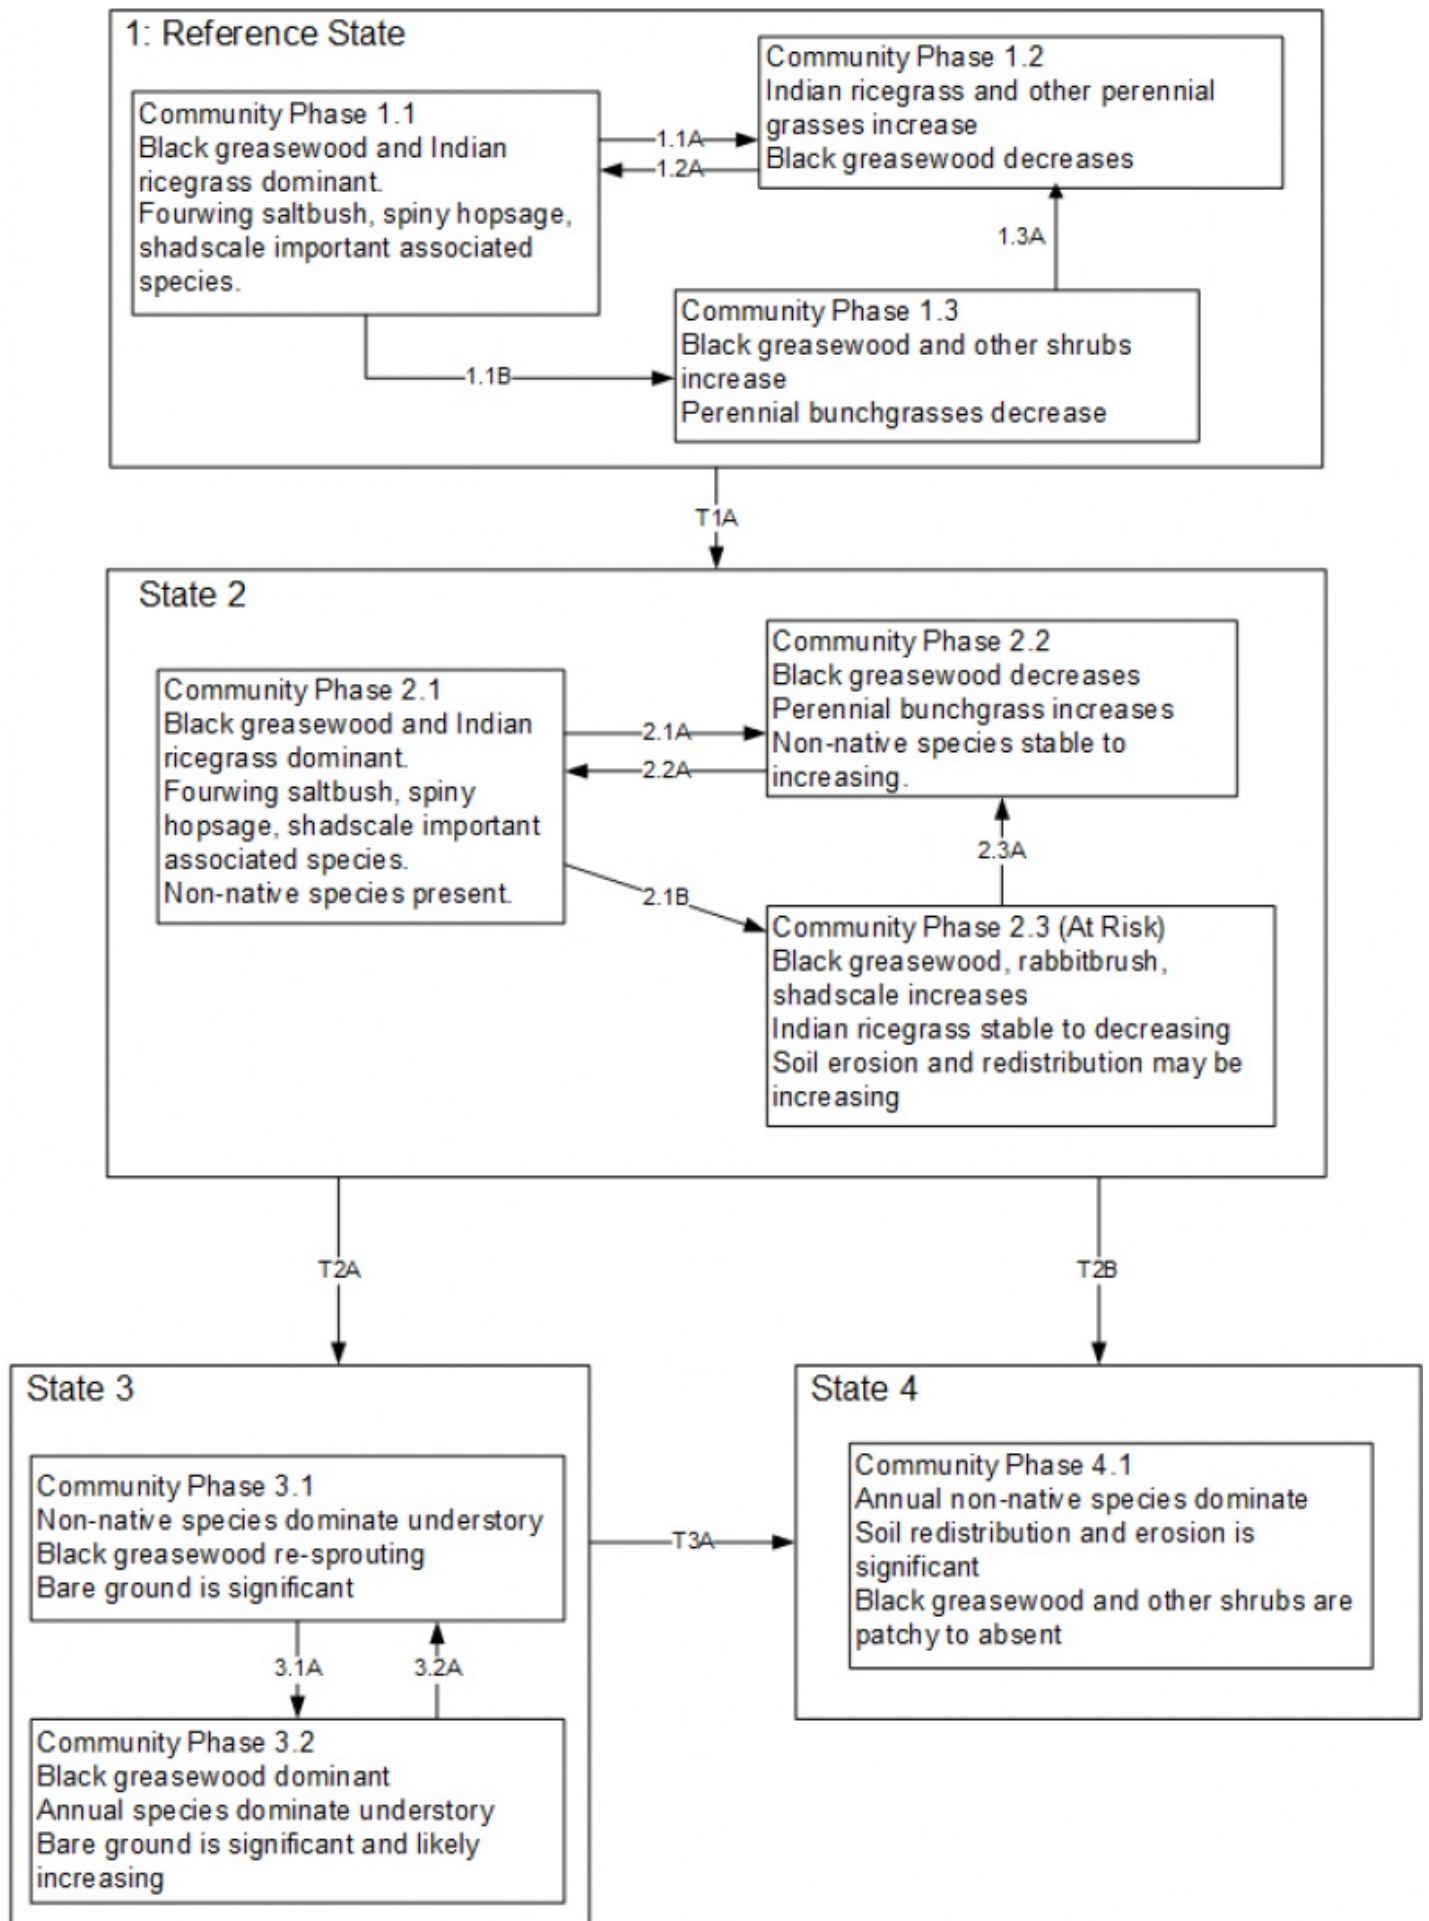 1: Reference State
Community Phase 1.1
Black greasewood and Indian
ricegrass dominant.
Fourwing saltbush, spiny hopsage,
shadscale important associated
species.
1.1A
1.2A
Community Phase 1.2
Indian ricegrass and other perennial
grasses increase
Black greasewood decreases
1.3A
1.1B
Community Phase 1.3
Black greasewood and other shrubs
increase
Perennial bunchgrasses decrease
T1A
State 2
Community Phase 2.1
Black greasewood and Indian
ricegrass dominant.
Fourwing saltbush, spiny
hopsage, shadscale important
associated species.
Non-native species present.
2.1A
2.2A
2.1B
Community Phase 2.2
Black greasewood decreases
Perennial bunchgrass increases
Non-native species stable to
increasing.
2.3A
Community Phase 2.3 (At Risk)
Black greasewood, rabbitbrush,
shadscale increases
Indian ricegrass stable to decreasing
Soil erosion and redistribution may be
increasing
T2A
T2B
State 3
Community Phase 3.1
Non-native species dominate understory
Black greasewood re-sprouting
Bare ground is significant
3.1A
3.2A
Community Phase 3.2
Black greasewood dominant
Annual species dominate understory
Bare ground is significant and likely
increasing
T3A
State 4
Community Phase 4.1
Annual non-native species dominate
Soil redistribution and erosion is
significant
Black greasewood and other shrubs are
patchy to absent